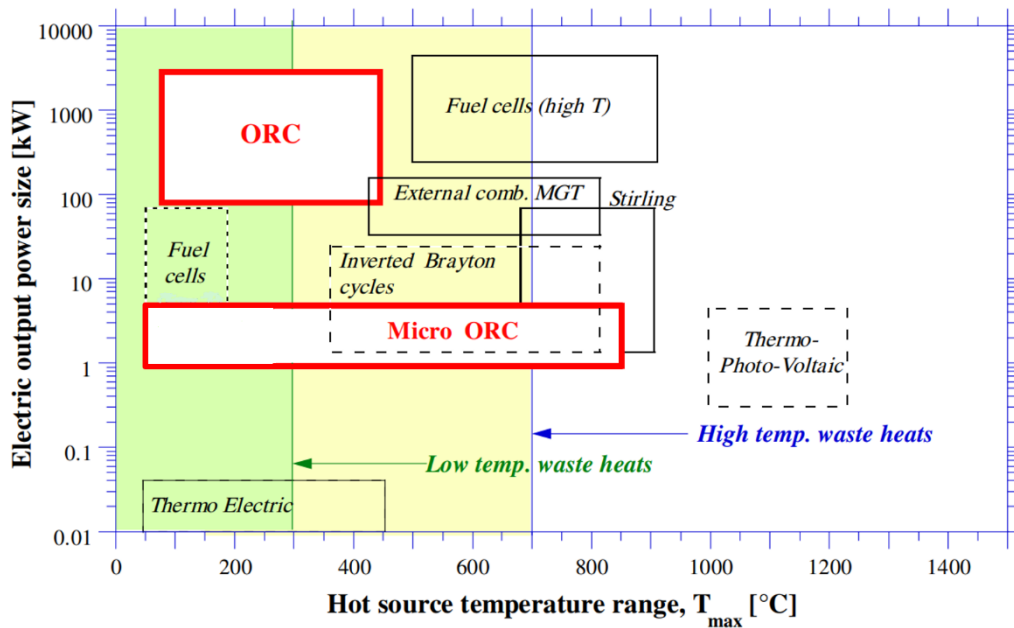 Electric output power size [kW]
10000
1000
100
10
1
0.1
0.01
ORC
Fuel cells (high T)
External comb. MGT
Stirling
Fuel
cells
Inverted Brayton
cycles
Micro ORC
Thermo-
Photo-Voltaic
High temp. waste heats
Low temp. waste heats
Thermo Electric
0
200
400
600
800
1000
1200
1400
Hot source temperature range, Tmax [°C]